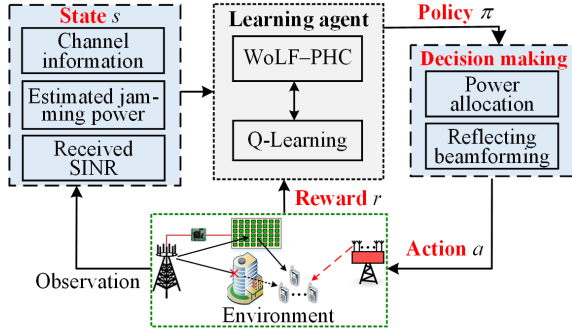 State s
Channel
information
Estimated jam-
ming power
Received
SINR
Learning agent
WoLF–PHC
Q-Learning
Policy π
Decision making
Power
allocation
Reflecting
beamforming
Reward r
Action a
Observation
Environment